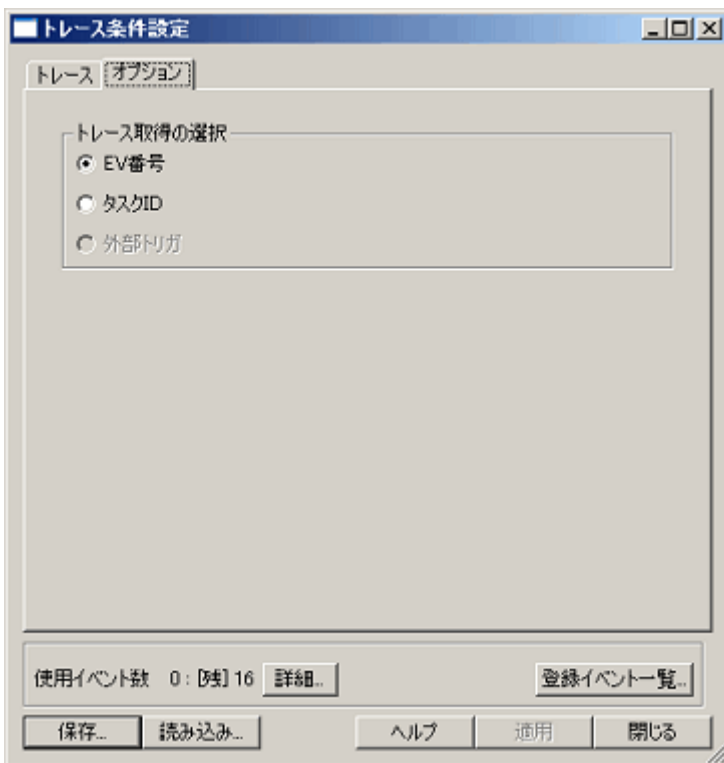 トレース条件設定
トレース オプション
トレース取得の選択
EV番号
タスクID
外部トリガ
使用イベント数 0 : [残] 16 詳細... 登録イベント一覧...
保存... 読み込み... ヘルプ 適用 閉じる